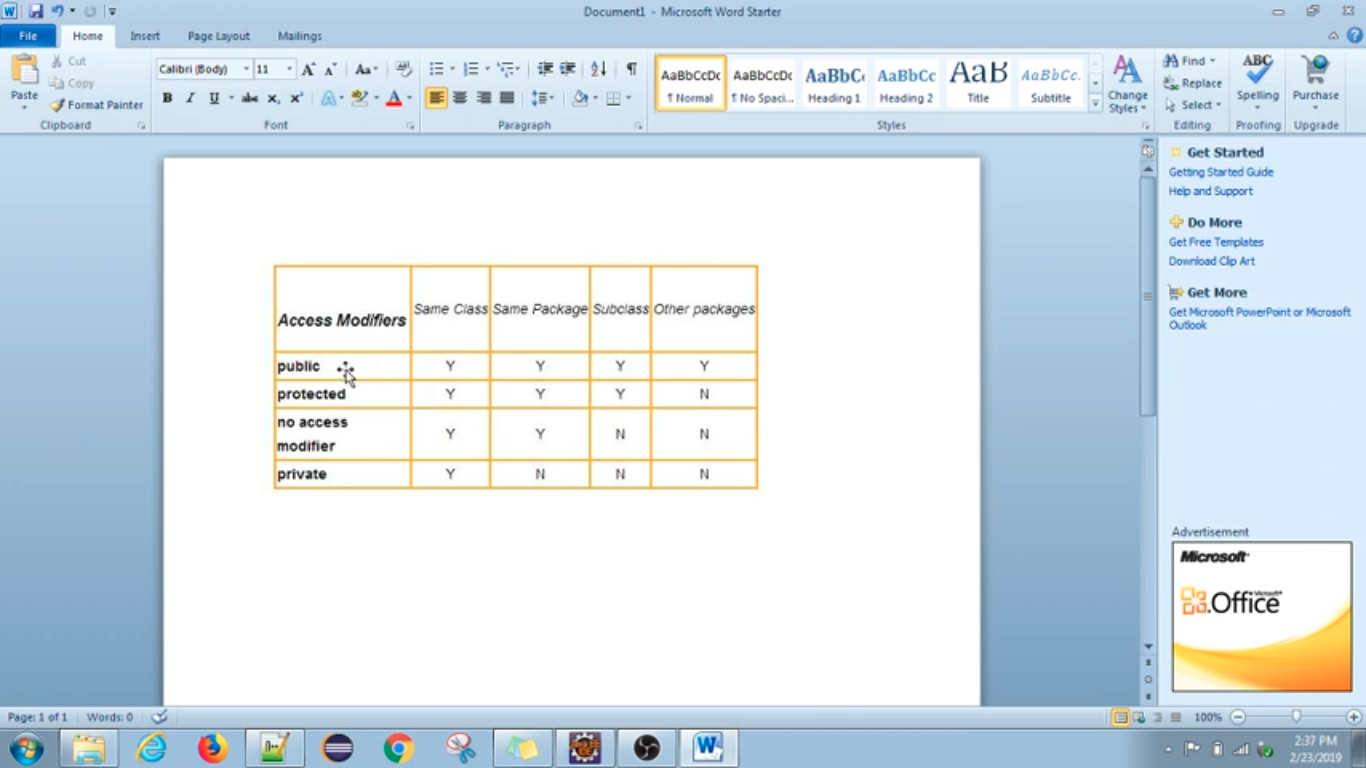 Document1 - Microsoft Word Starter
File Home Insert Page Layout Mailings
Paste
Cut
Copy
Format Painter
Clipboard
Calibri (Body) 11
B I U abc x₂ x² A
Font
Paragraph
AaBbCcDc AaBbCcDc AaBbCc AaBbCc AaB AaBbCc.
¶ Normal ¶ No Spaci... Heading 1 Heading 2 Title Subtitle
Styles
Change Styles
Find
Replace
Select
Editing
ABC
Spelling
Proofing
Purchase
Upgrade
Access Modifiers Same Class Same Package Subclass Other packages
public Y Y Y Y
protected Y Y Y N
no access
modifier Y Y N N
private Y N N N
Get Started
Getting Started Guide
Help and Support
Do More
Get Free Templates
Download Clip Art
Get More
Get Microsoft PowerPoint or Microsoft
Outlook
Advertisement
Microsoft
Office
Page: 1 of 1 Words: 0
100%
2:37 PM
2/23/2019